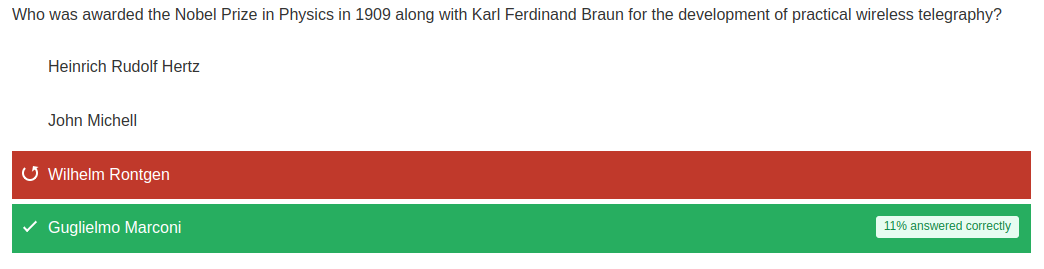 Who was awarded the Nobel Prize in Physics in 1909 along with Karl Ferdinand Braun for the development of practical wireless telegraphy?
Heinrich Rudolf Hertz
John Michell
Wilhelm Rontgen
Guglielmo Marconi
11% answered correctly